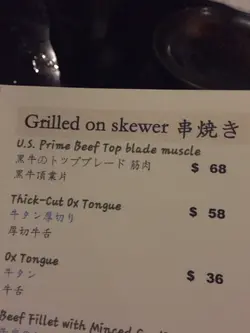 Grilled on skewer 串焼き
U.S. Prime Beef Top blade muscle
黒牛のトップブレード 筋肉 $ 68
黒牛頂業片
Thick-Cut Ox Tongue
牛タン厚切り $ 58
厚切牛舌
Ox Tongue
牛タン $ 36
牛舌
Beef Fillet with Minced